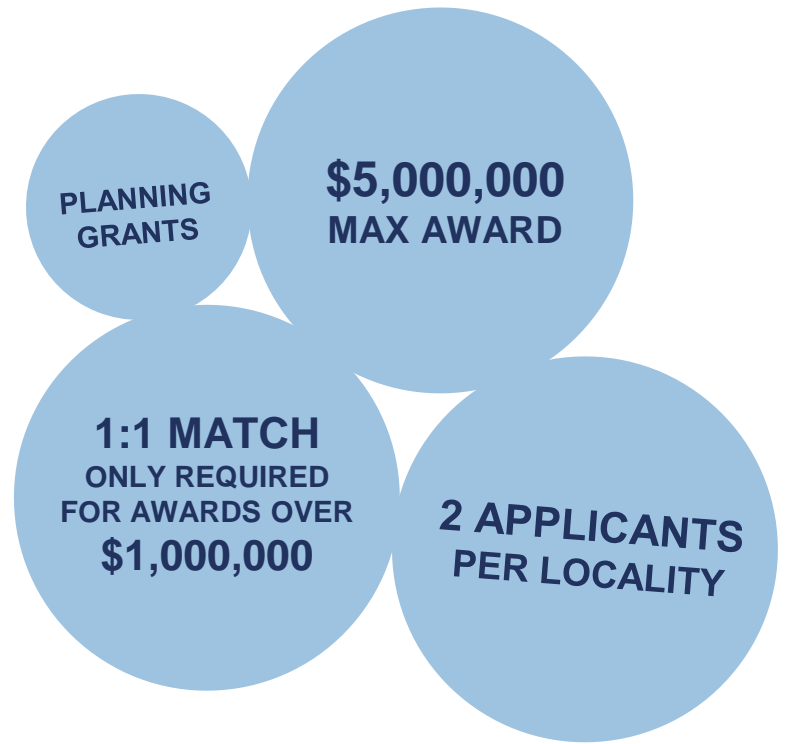 PLANNING
GRANTS
$5,000,000
MAX AWARD
1:1 MATCH
ONLY REQUIRED
FOR AWARDS OVER
$1,000,000
2 APPLICANTS
PER LOCALITY